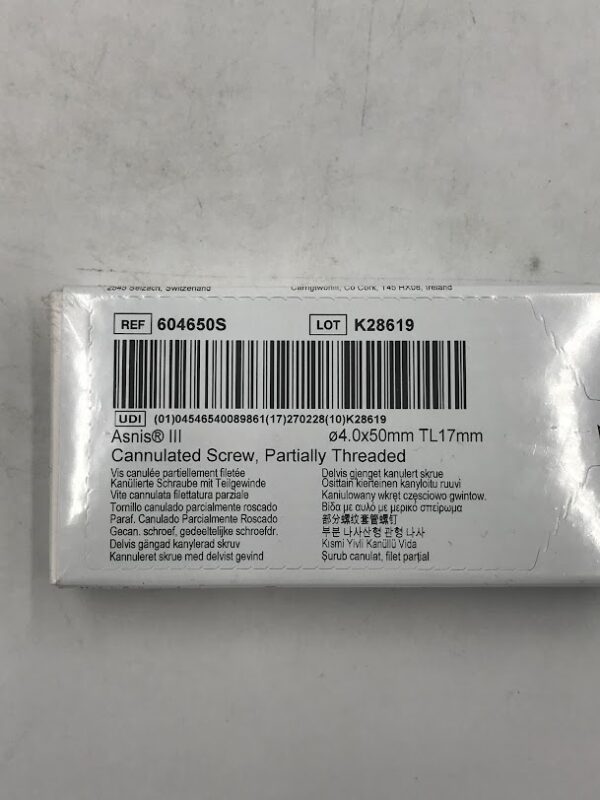 2545 Selzach, Switzerland Carrigtwohill, Co Cork, T45 HX08, Ireland
REF 604650S LOT K28619
UDI (01)04546540089861(17)270228(10)K28619
Asnis® III ø4.0x50mm TL17mm
Cannulated Screw, Partially Threaded
Vis canulée partiellement filetée
Kanülierte Schraube mit Teilgewinde
Vite cannulata filettatura parziale
Tornillo canulado parcialmente roscado
Paraf. Canulado Parcialmente Roscado
Gecan. schroef, gedeeltelijke schroefdr.
Delvis gängad kanylerad skruv
Kannuleret skrue med delvist gevind
Delvis gjenget kanulert skrue
Osittain kierteinen kanyloitu ruuvi
Kaniulowany wkręt częsciowo gwintow.
Βίδα με αυλό με μερικό σπείρωμα
部分螺纹套管螺钉
부분 나사산형 관형 나사
Kısmi Yivli Kanüllü Vida
Şurub canulat, filet parțial